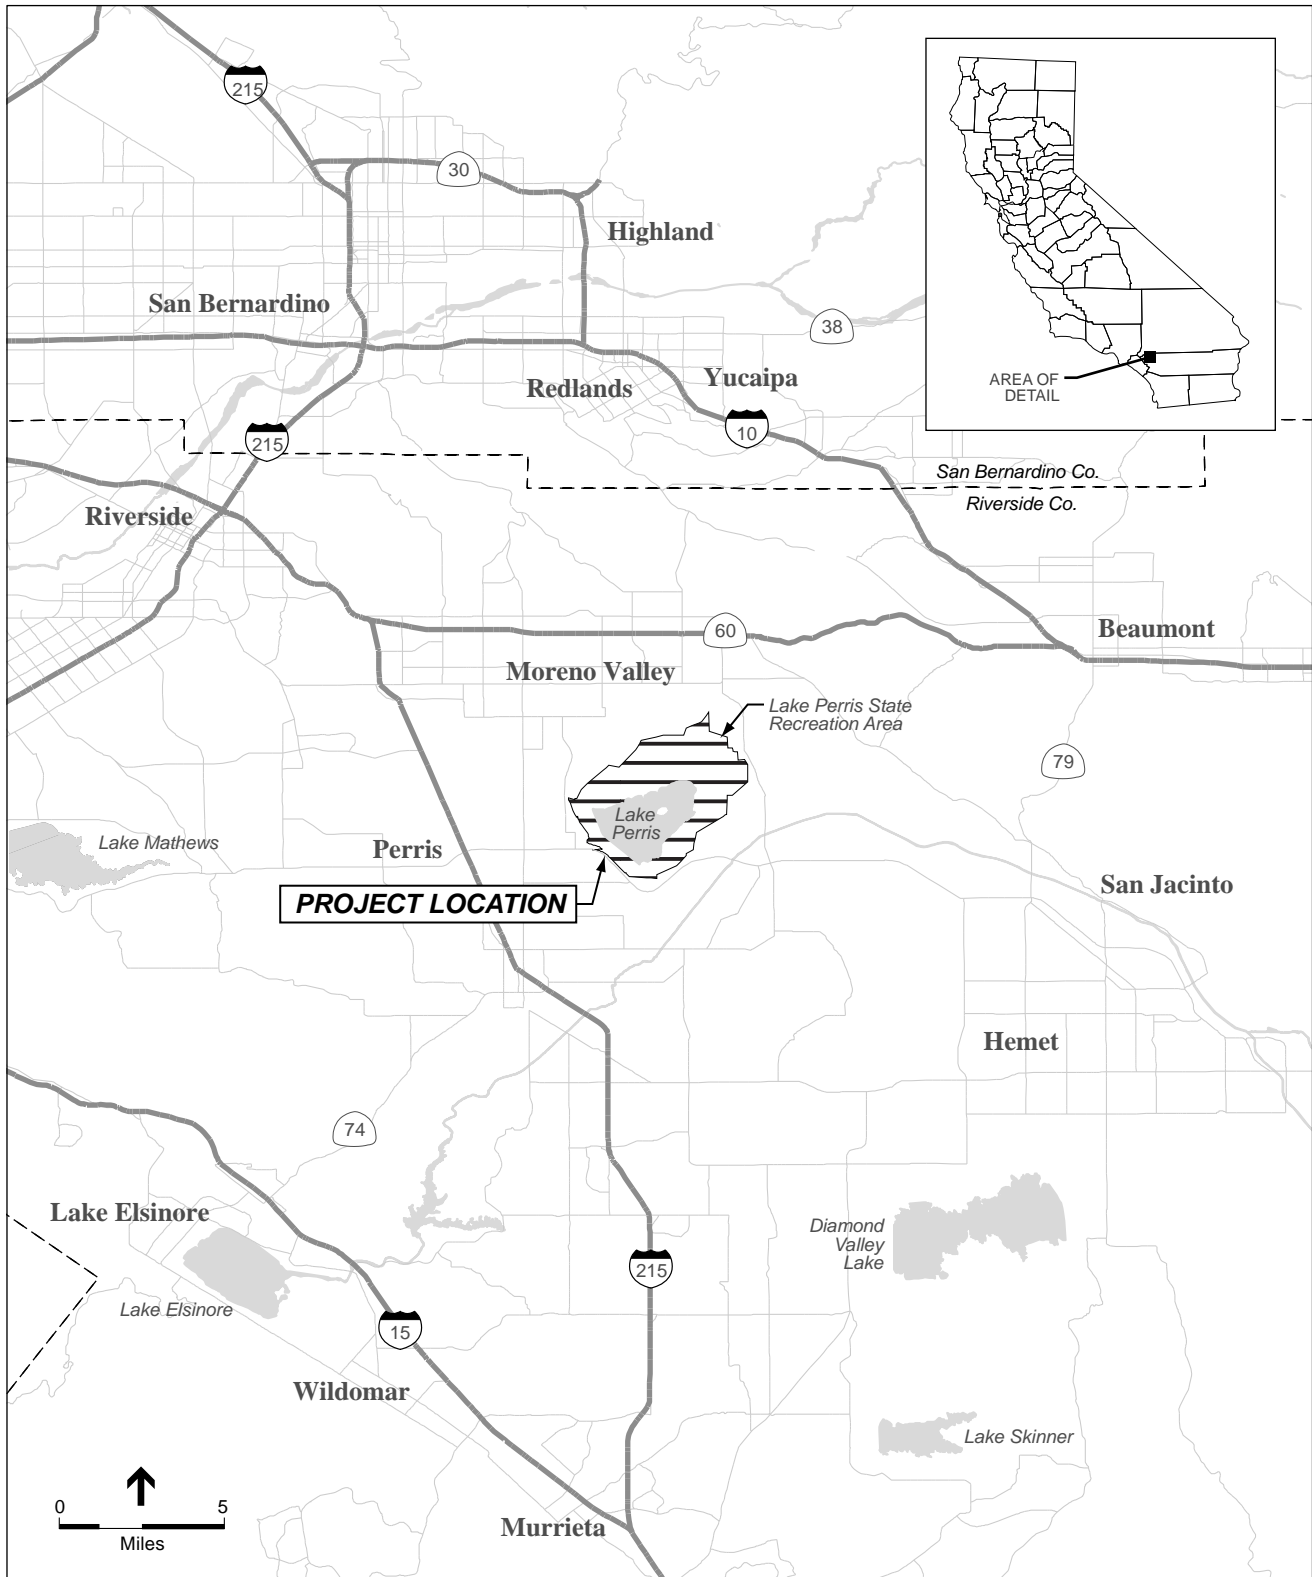 215
30
Highland
San Bernardino
38
AREA OF
DETAIL
Redlands
Yucaipa
10
215
San Bernardino Co.
Riverside Co.
Riverside
60
Beaumont
Moreno Valley
Lake Perris State
Recreation Area
79
Lake
Perris
Lake Mathews
Perris
San Jacinto
PROJECT LOCATION
Hemet
74
Lake Elsinore
Diamond
Valley
Lake
215
Lake Elsinore
15
Wildomar
Lake Skinner
0 5
Miles
Murrieta